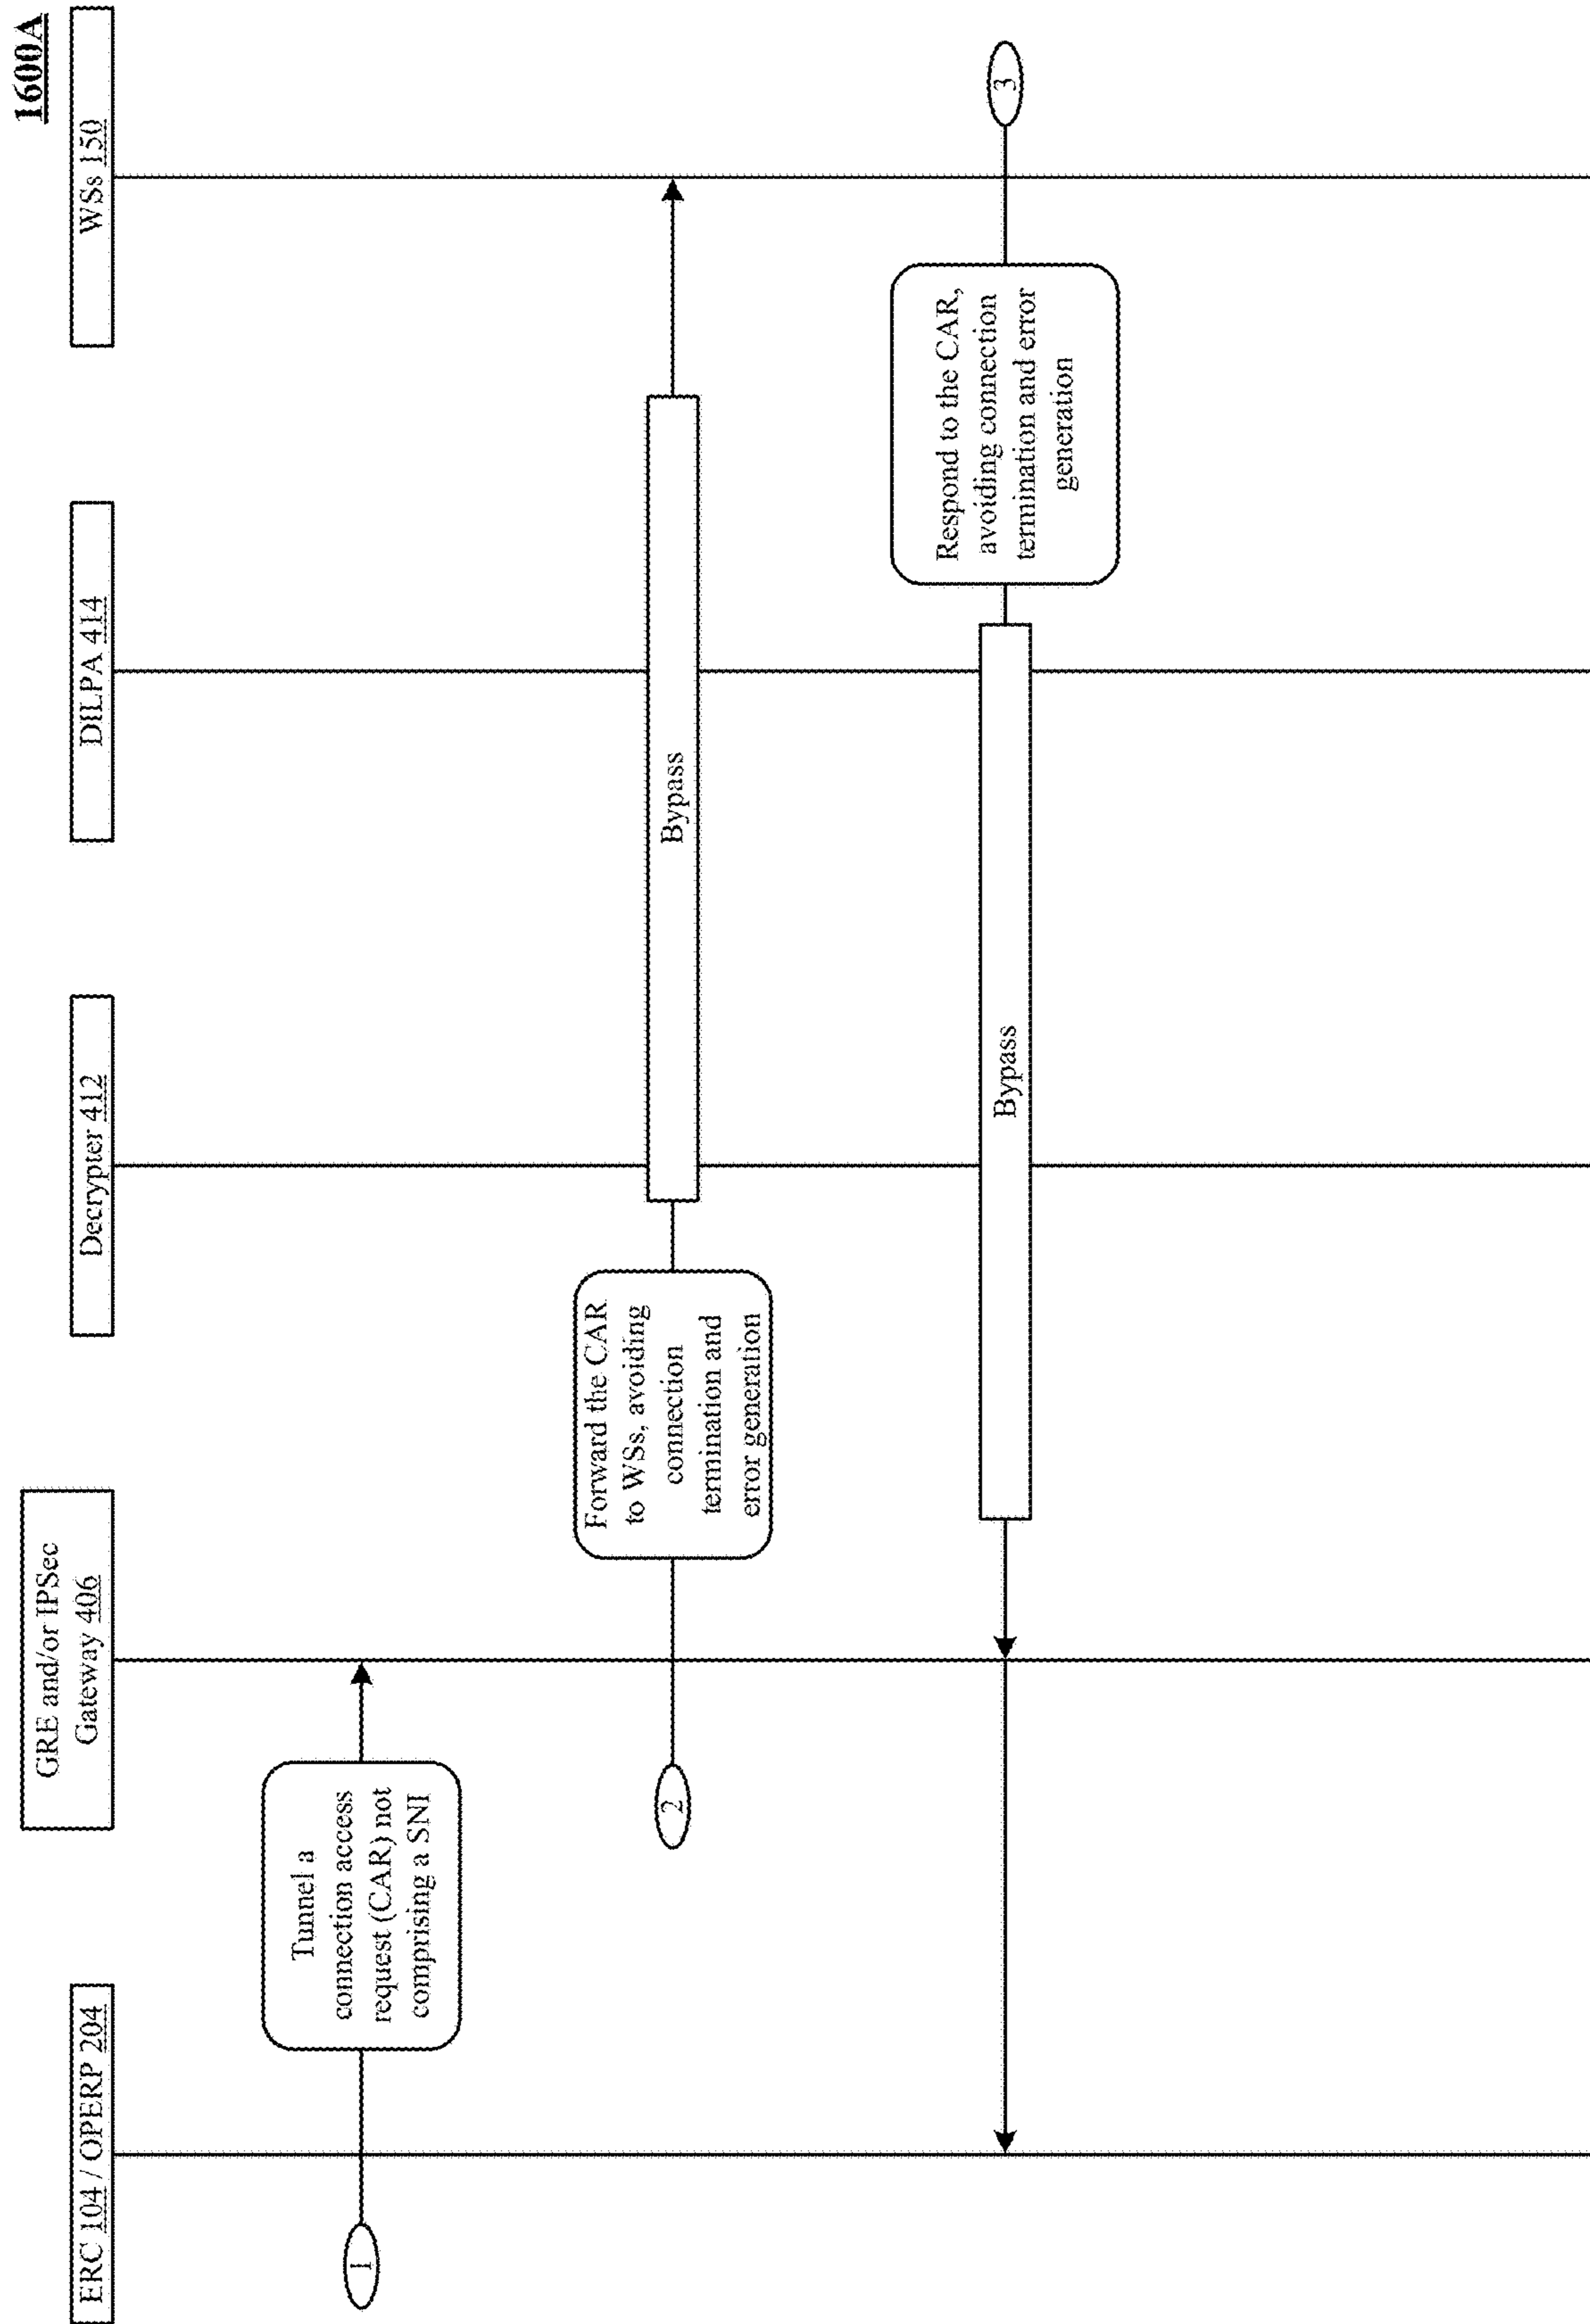 1600A
ERC 104 / OPERP 204
GRE and/or IPSec
Gateway 406
Decrypter 412
DILPA 414
WSs 150
1
Tunnel a
connection access
request (CAR) not
comprising a SNI
2
Forward the CAR
to WSs, avoiding
connection
termination and
error generation
Bypass
3
Respond to the CAR,
avoiding connection
termination and error
generation
Bypass